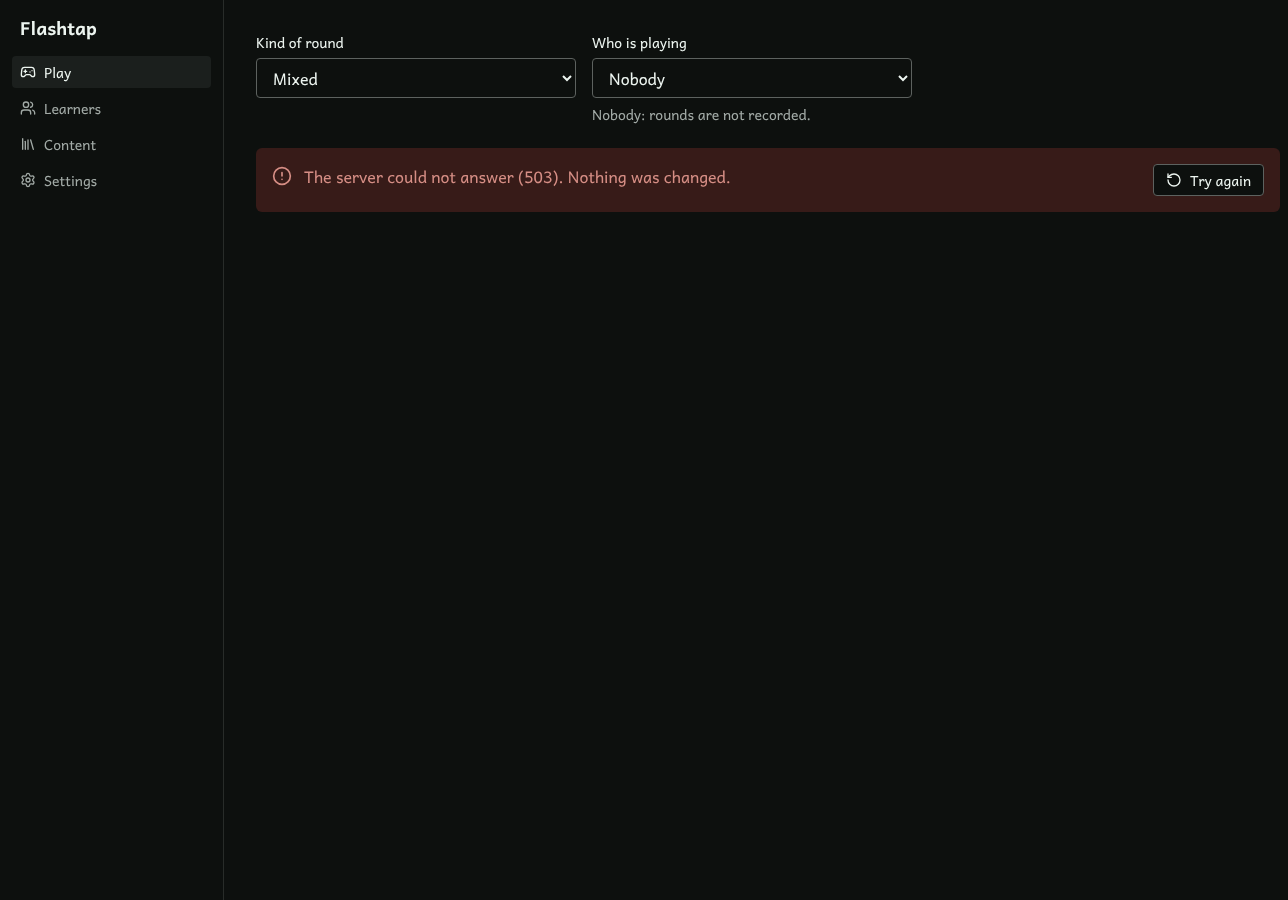 Flashtap
Play
Learners
Content
Settings
Kind of round
Mixed
Who is playing
Nobody
Nobody: rounds are not recorded.
The server could not answer (503). Nothing was changed.
Try again